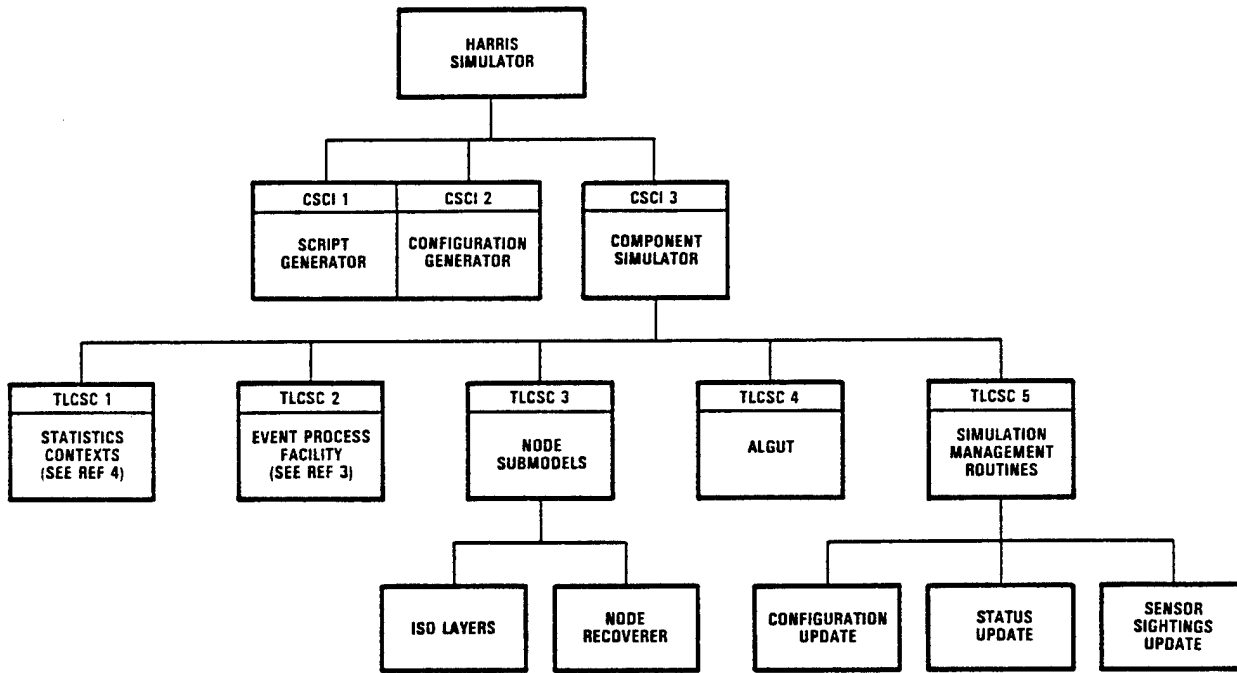 HARRIS
SIMULATOR
CSCI 1
SCRIPT
GENERATOR
CSCI 2
CONFIGURATION
GENERATOR
CSCI 3
COMPONENT
SIMULATOR
TLCSC 1
STATISTICS
CONTEXTS
(SEE REF 4)
TLCSC 2
EVENT PROCESS
FACILITY
(SEE REF 3)
TLCSC 3
NODE
SUBMODELS
TLCSC 4
ALGUT
TLCSC 5
SIMULATION
MANAGEMENT
ROUTINES
ISO LAYERS
NODE
RECOVERER
CONFIGURATION
UPDATE
STATUS
UPDATE
SENSOR
SIGHTINGS
UPDATE